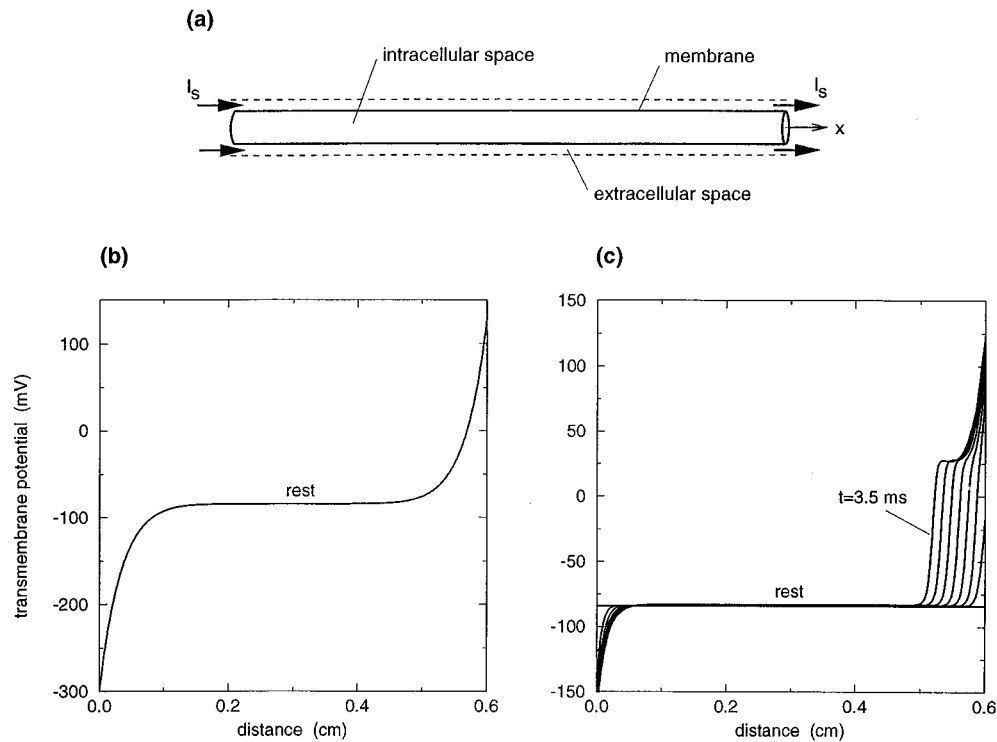 (a)
intracellular space
membrane
I_s
I_s
x
extracellular space
(b)
(c)
transmembrane potential (mV)
100
0
-100
-200
-300
rest
0.0
0.2
0.4
0.6
distance (cm)
150
100
50
0
-50
-100
-150
t=3.5 ms
rest
0.0
0.2
0.4
0.6
distance (cm)